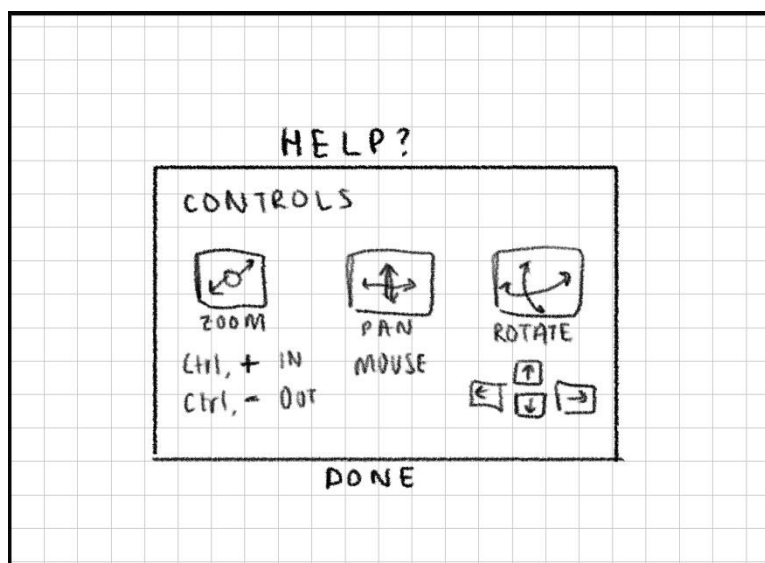 HELP?
CONTROLS
ZOOM PAN ROTATE
Ctrl, + IN MOUSE
Ctrl, - OUT
DONE